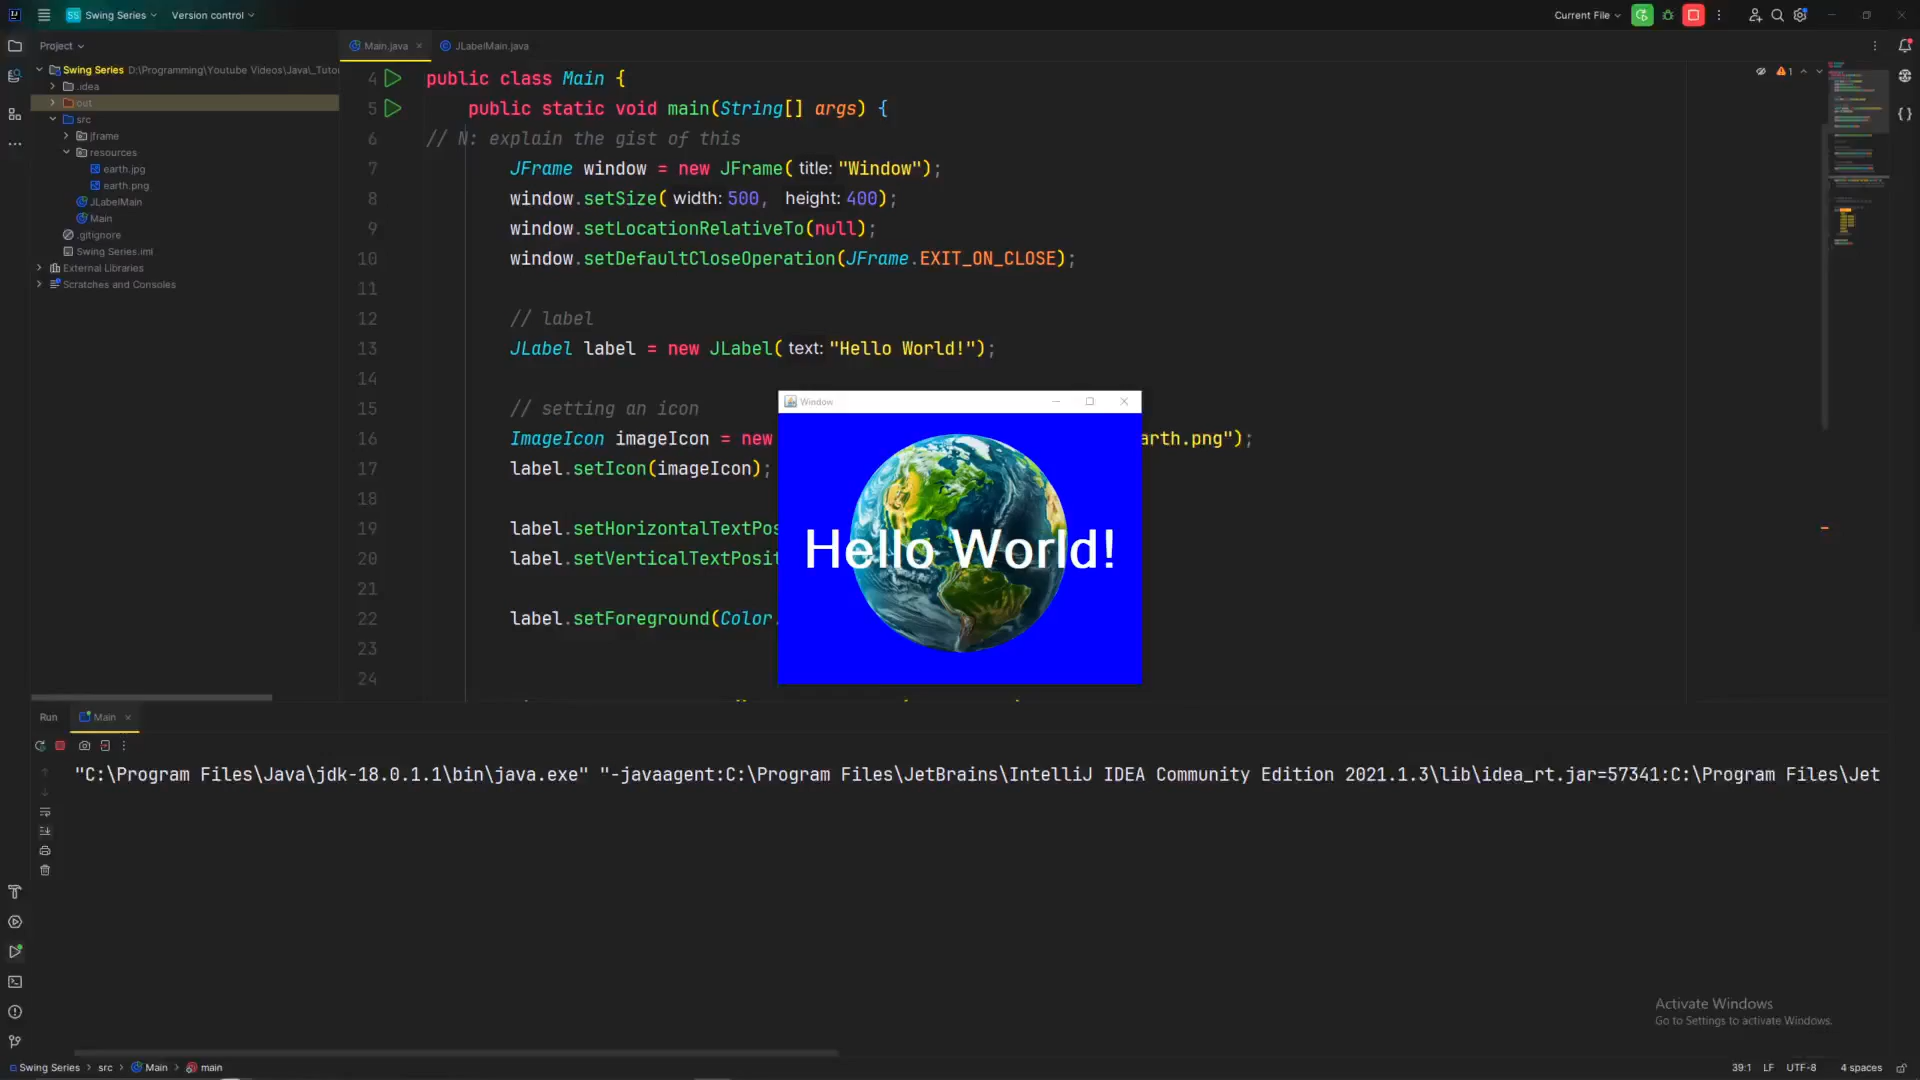 SS Swing Series Version control Current File
Project Main.java JLabelMain.java
Swing Series D:\Programming\Youtube Videos\Java\_Tutor
.idea
out
src
jframe
resources
earth.jpg
earth.png
JLabelMain
Main
.gitignore
Swing Series.iml
External Libraries
Scratches and Consoles
4 public class Main {
5 public static void main(String[] args) {
6 // N: explain the gist of this
7 JFrame window = new JFrame( title: "Window");
8 window.setSize( width: 500, height: 400);
9 window.setLocationRelativeTo(null);
10 window.setDefaultCloseOperation(JFrame.EXIT_ON_CLOSE);
11
12 // label
13 JLabel label = new JLabel( text: "Hello World!");
14
15 // setting an icon
16 ImageIcon imageIcon = new arth.png");
17 label.setIcon(imageIcon);
18
19 label.setHorizontalTextPos
20 label.setVerticalTextPosit
21
22 label.setForeground(Color.
23
24
1
Window
Hello World!
Run Main
"C:\Program Files\Java\jdk-18.0.1.1\bin\java.exe" "-javaagent:C:\Program Files\JetBrains\IntelliJ IDEA Community Edition 2021.1.3\lib\idea_rt.jar=57341:C:\Program Files\Jet
Activate Windows
Go to Settings to activate Windows.
Swing Series > src > Main > main 39:1 LF UTF-8 4 spaces